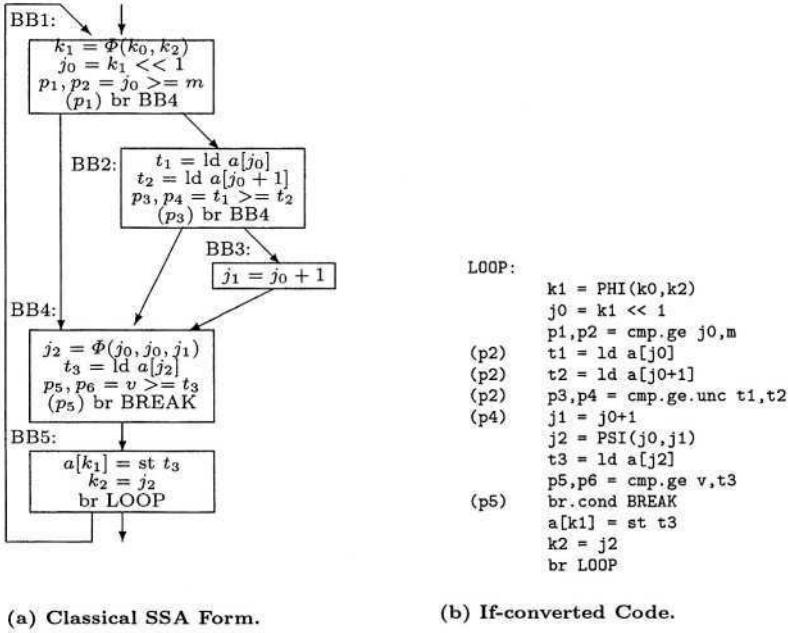 BB1:
k₁ = Φ(k₀, k₂)
j₀ = k₁ << 1
p₁, p₂ = j₀ >= m
(p₁) br BB4
BB2:
t₁ = ld a[j₀]
t₂ = ld a[j₀ + 1]
p₃, p₄ = t₁ >= t₂
(p₃) br BB4
BB3:
j₁ = j₀ + 1
BB4:
j₂ = Φ(j₀, j₀, j₁)
t₃ = ld a[j₂]
p₅, p₆ = v >= t₃
(p₅) br BREAK
BB5:
a[k₁] = st t₃
k₂ = j₂
br LOOP
(a) Classical SSA Form.
LOOP:
k1 = PHI(k0,k2)
j0 = k1 << 1
p1,p2 = cmp.ge j0,m
(p2) t1 = ld a[j0]
(p2) t2 = ld a[j0+1]
(p2) p3,p4 = cmp.ge.unc t1,t2
(p4) j1 = j0+1
j2 = PSI(j0,j1)
t3 = ld a[j2]
p5,p6 = cmp.ge v,t3
(p5) br.cond BREAK
a[k1] = st t3
k2 = j2
br LOOP
(b) If-converted Code.